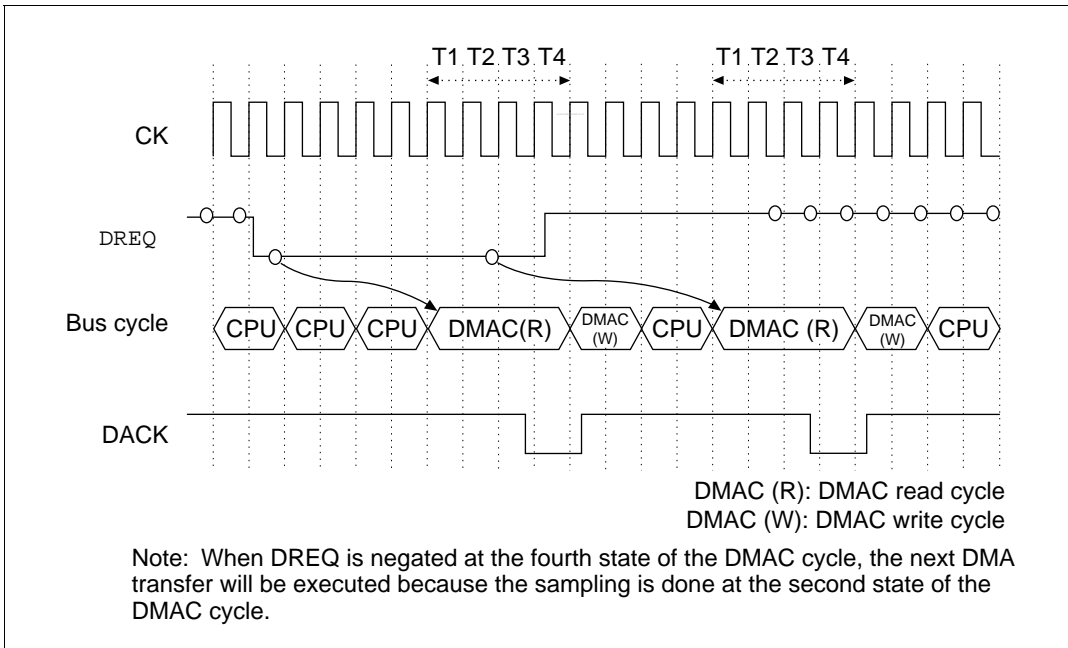 T1 T2 T3 T4 T1 T2 T3 T4
CK
DREQ
Bus cycle
CPU CPU CPU DMAC(R) DMAC (W) CPU DMAC (R) DMAC (W) CPU
DACK
DMAC (R): DMAC read cycle
DMAC (W): DMAC write cycle
Note: When DREQ is negated at the fourth state of the DMAC cycle, the next DMA
transfer will be executed because the sampling is done at the second state of the
DMAC cycle.